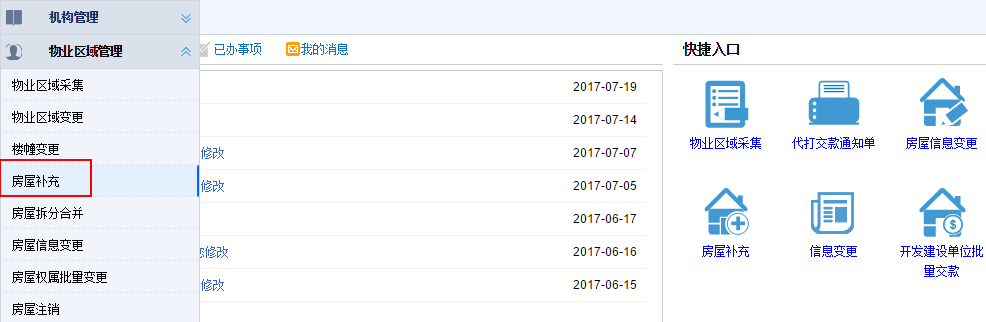 机构管理
物业区域管理
物业区域采集
物业区域变更
楼幢变更
房屋补充
房屋拆分合并
房屋信息变更
房屋权属批量变更
房屋注销
已办事项
我的消息
2017-07-19
2017-07-14
修改
2017-07-07
修改
2017-07-05
2017-06-17
修改
2017-06-16
修改
2017-06-15
快捷入口
物业区域采集
代打交款通知单
房屋信息变更
房屋补充
信息变更
开发建设单位批
量交款